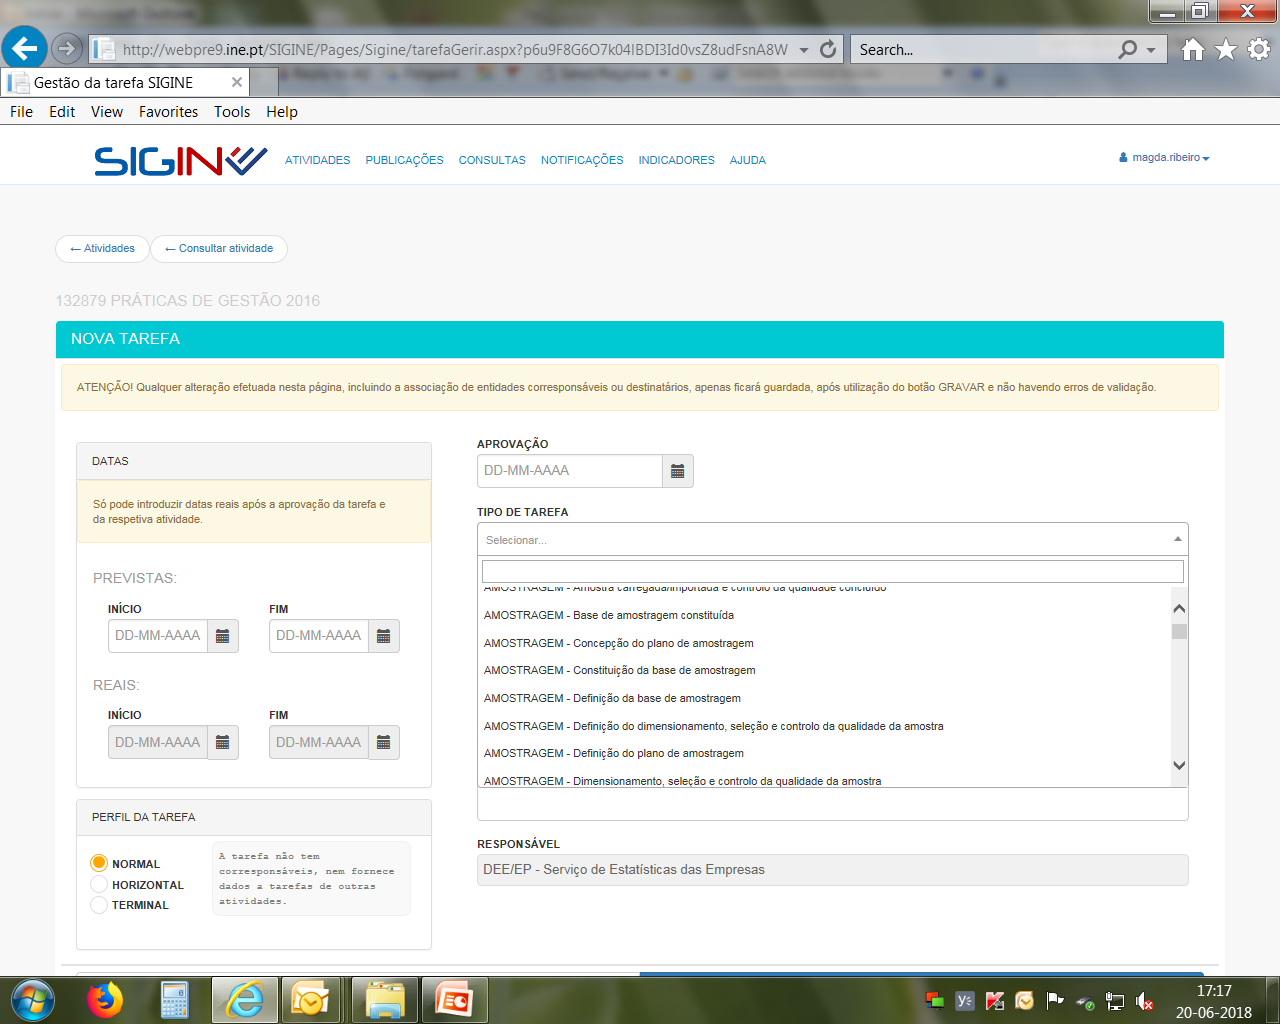 http://webpre9.ine.pt/SIGINE/Pages/Sigine/tarefaGerir.aspx?p6u9F8G6O7k04IBDI3Id0vsZ8udFsnA8W
Search...
Gestão da tarefa SIGINE
File Edit View Favorites Tools Help
SIGINE
ATIVIDADES PUBLICAÇÕES CONSULTAS NOTIFICAÇÕES INDICADORES AJUDA
magda.ribeiro
← Atividades
← Consultar atividade
132879 PRÁTICAS DE GESTÃO 2016
NOVA TAREFA
ATENÇÃO! Qualquer alteração efetuada nesta página, incluindo a associação de entidades corresponsáveis ou destinatários, apenas ficará guardada, após utilização do botão GRAVAR e não havendo erros de validação.
DATAS
Só pode introduzir datas reais após a aprovação da tarefa e
da respetiva atividade.
PREVISTAS:
INÍCIO FIM
DD-MM-AAAA DD-MM-AAAA
REAIS:
INÍCIO FIM
DD-MM-AAAA DD-MM-AAAA
PERFIL DA TAREFA
NORMAL
HORIZONTAL
TERMINAL
A tarefa não tem
corresponsáveis, nem fornece
dados a tarefas de outras
atividades.
APROVAÇÃO
DD-MM-AAAA
TIPO DE TAREFA
Selecionar...
AMOSTRAGEM - Amostra carregada/importada e controlo da qualidade concluído
AMOSTRAGEM - Base de amostragem constituída
AMOSTRAGEM - Concepção do plano de amostragem
AMOSTRAGEM - Constituição da base de amostragem
AMOSTRAGEM - Definição da base de amostragem
AMOSTRAGEM - Definição do dimensionamento, seleção e controlo da qualidade da amostra
AMOSTRAGEM - Definição do plano de amostragem
AMOSTRAGEM - Dimensionamento, seleção e controlo da qualidade da amostra
RESPONSÁVEL
DEE/EP - Serviço de Estatísticas das Empresas
17:17
20-06-2018